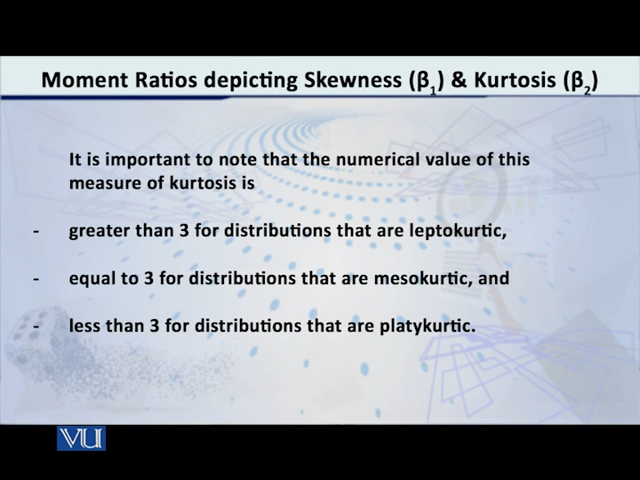 Moment Ratios depicting Skewness (β₁) & Kurtosis (β₂)
It is important to note that the numerical value of this
measure of kurtosis is
- greater than 3 for distributions that are leptokurtic,
- equal to 3 for distributions that are mesokurtic, and
- less than 3 for distributions that are platykurtic.
VU